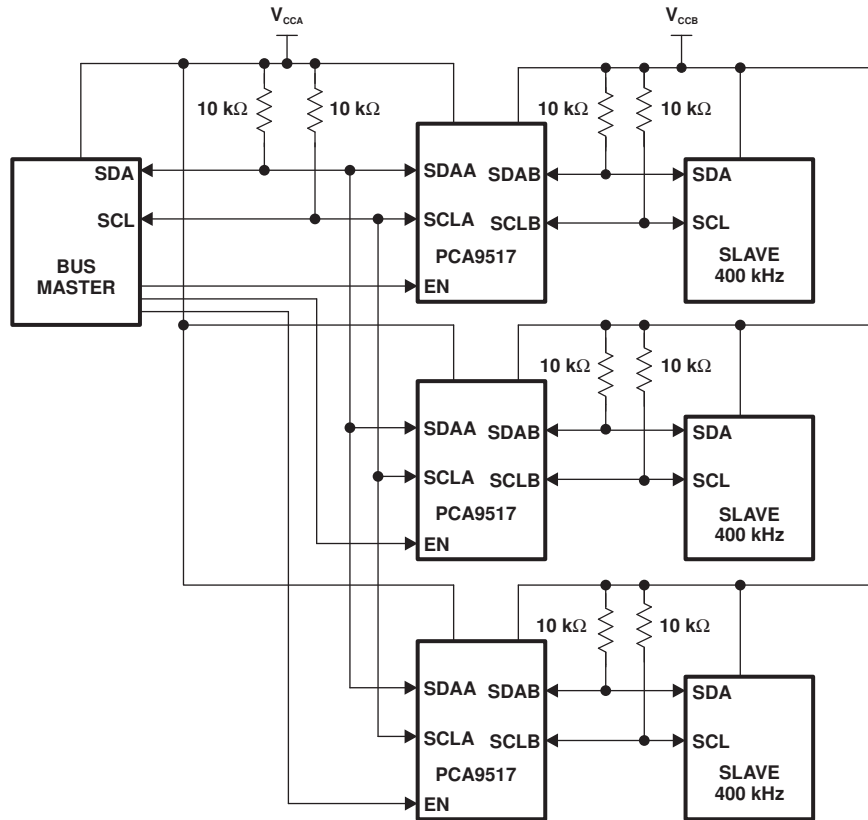 V_CCA
V_CCB
10 kΩ
10 kΩ
10 kΩ
10 kΩ
SDA
SCL
BUS
MASTER
SDAA
SCLA
SDAB
SCLB
PCA9517
EN
SDA
SCL
SLAVE
400 kHz
10 kΩ
10 kΩ
SDAA
SCLA
SDAB
SCLB
PCA9517
EN
SDA
SCL
SLAVE
400 kHz
10 kΩ
10 kΩ
SDAA
SCLA
SDAB
SCLB
PCA9517
EN
SDA
SCL
SLAVE
400 kHz